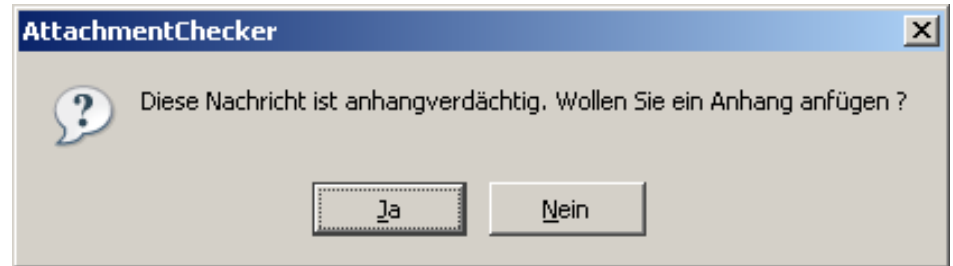 AttachmentChecker
Diese Nachricht ist anhangverdächtig. Wollen Sie ein Anhang anfügen ?
Ja
Nein